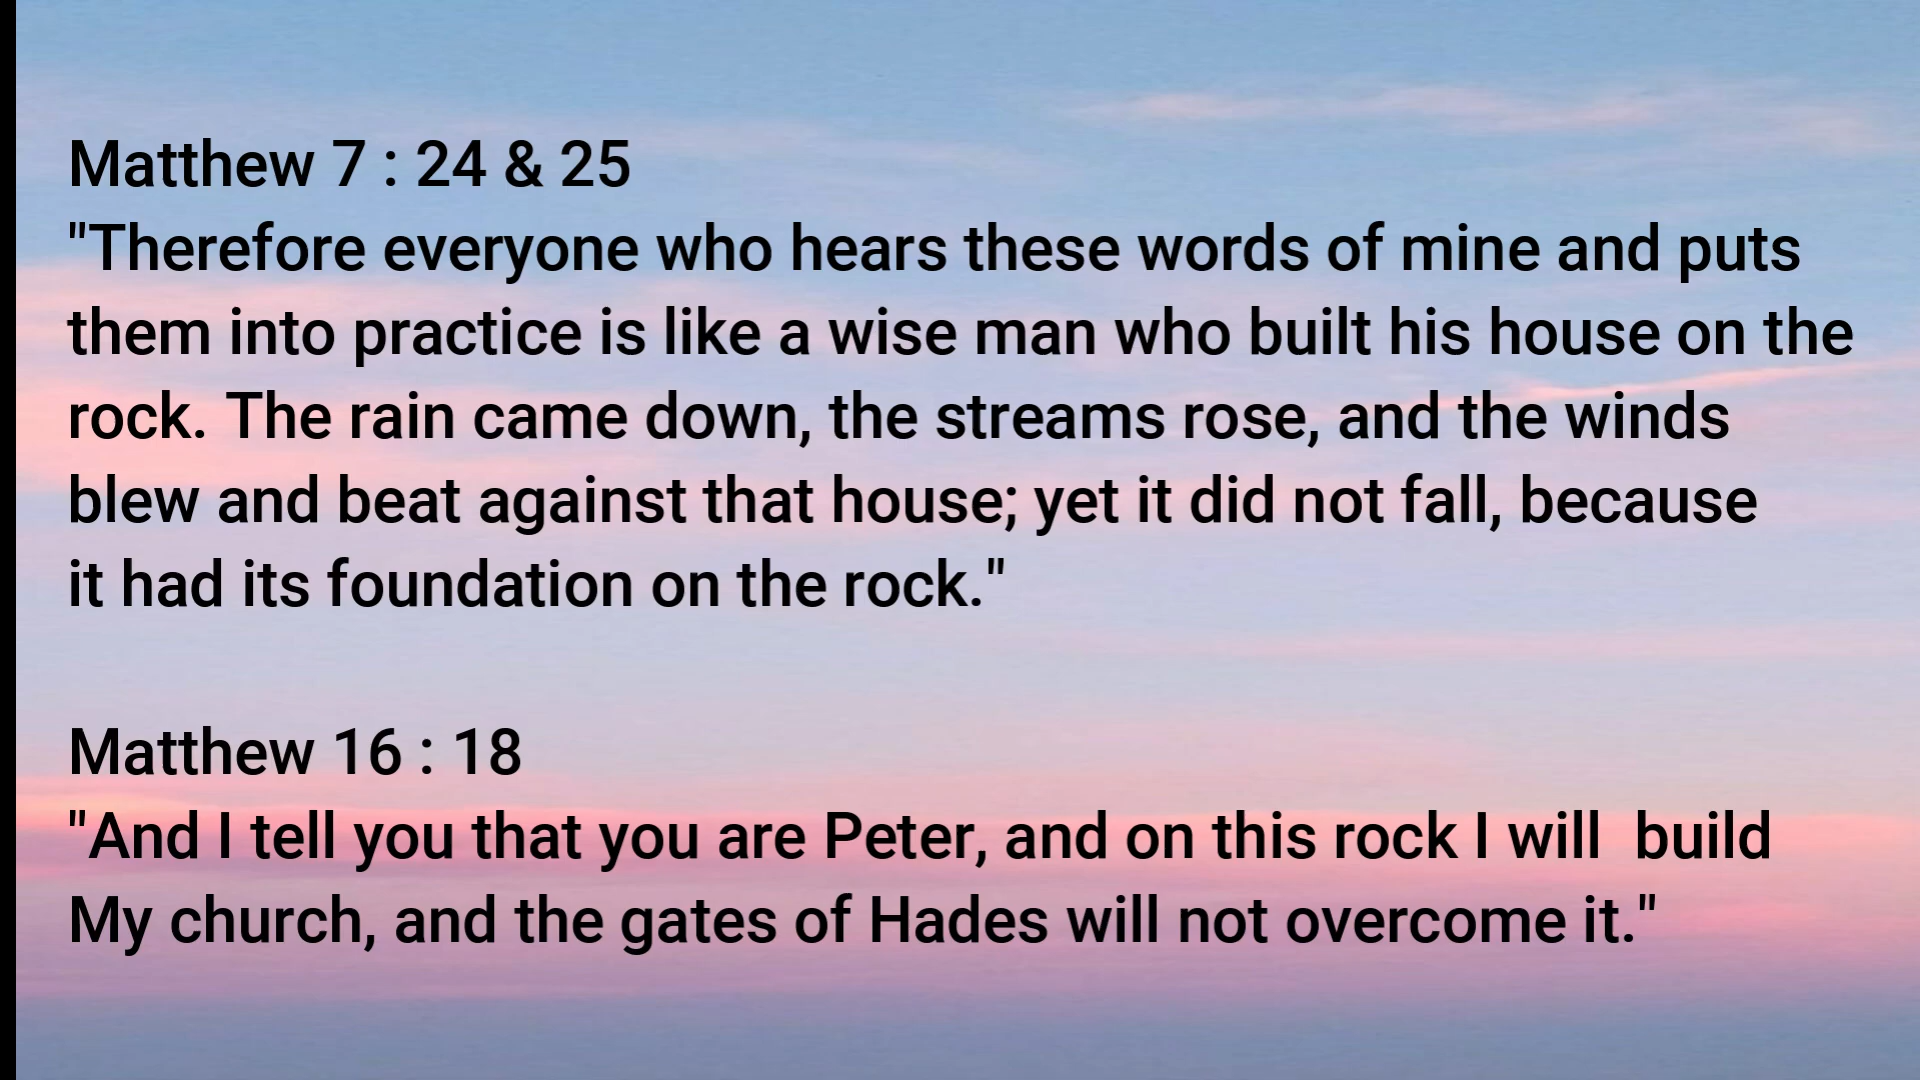 Matthew 7 : 24 & 25
"Therefore everyone who hears these words of mine and puts
them into practice is like a wise man who built his house on the
rock. The rain came down, the streams rose, and the winds
blew and beat against that house; yet it did not fall, because
it had its foundation on the rock."
Matthew 16 : 18
"And I tell you that you are Peter, and on this rock I will  build
My church, and the gates of Hades will not overcome it."